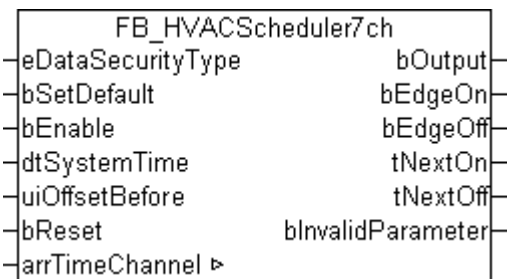 FB_HVACScheduler7ch
eDataSecurityType bOutput
bSetDefault bEdgeOn
bEnable bEdgeOff
dtSystemTime tNextOn
uiOffsetBefore tNextOff
bReset bInvalidParameter
arrTimeChannel ▹